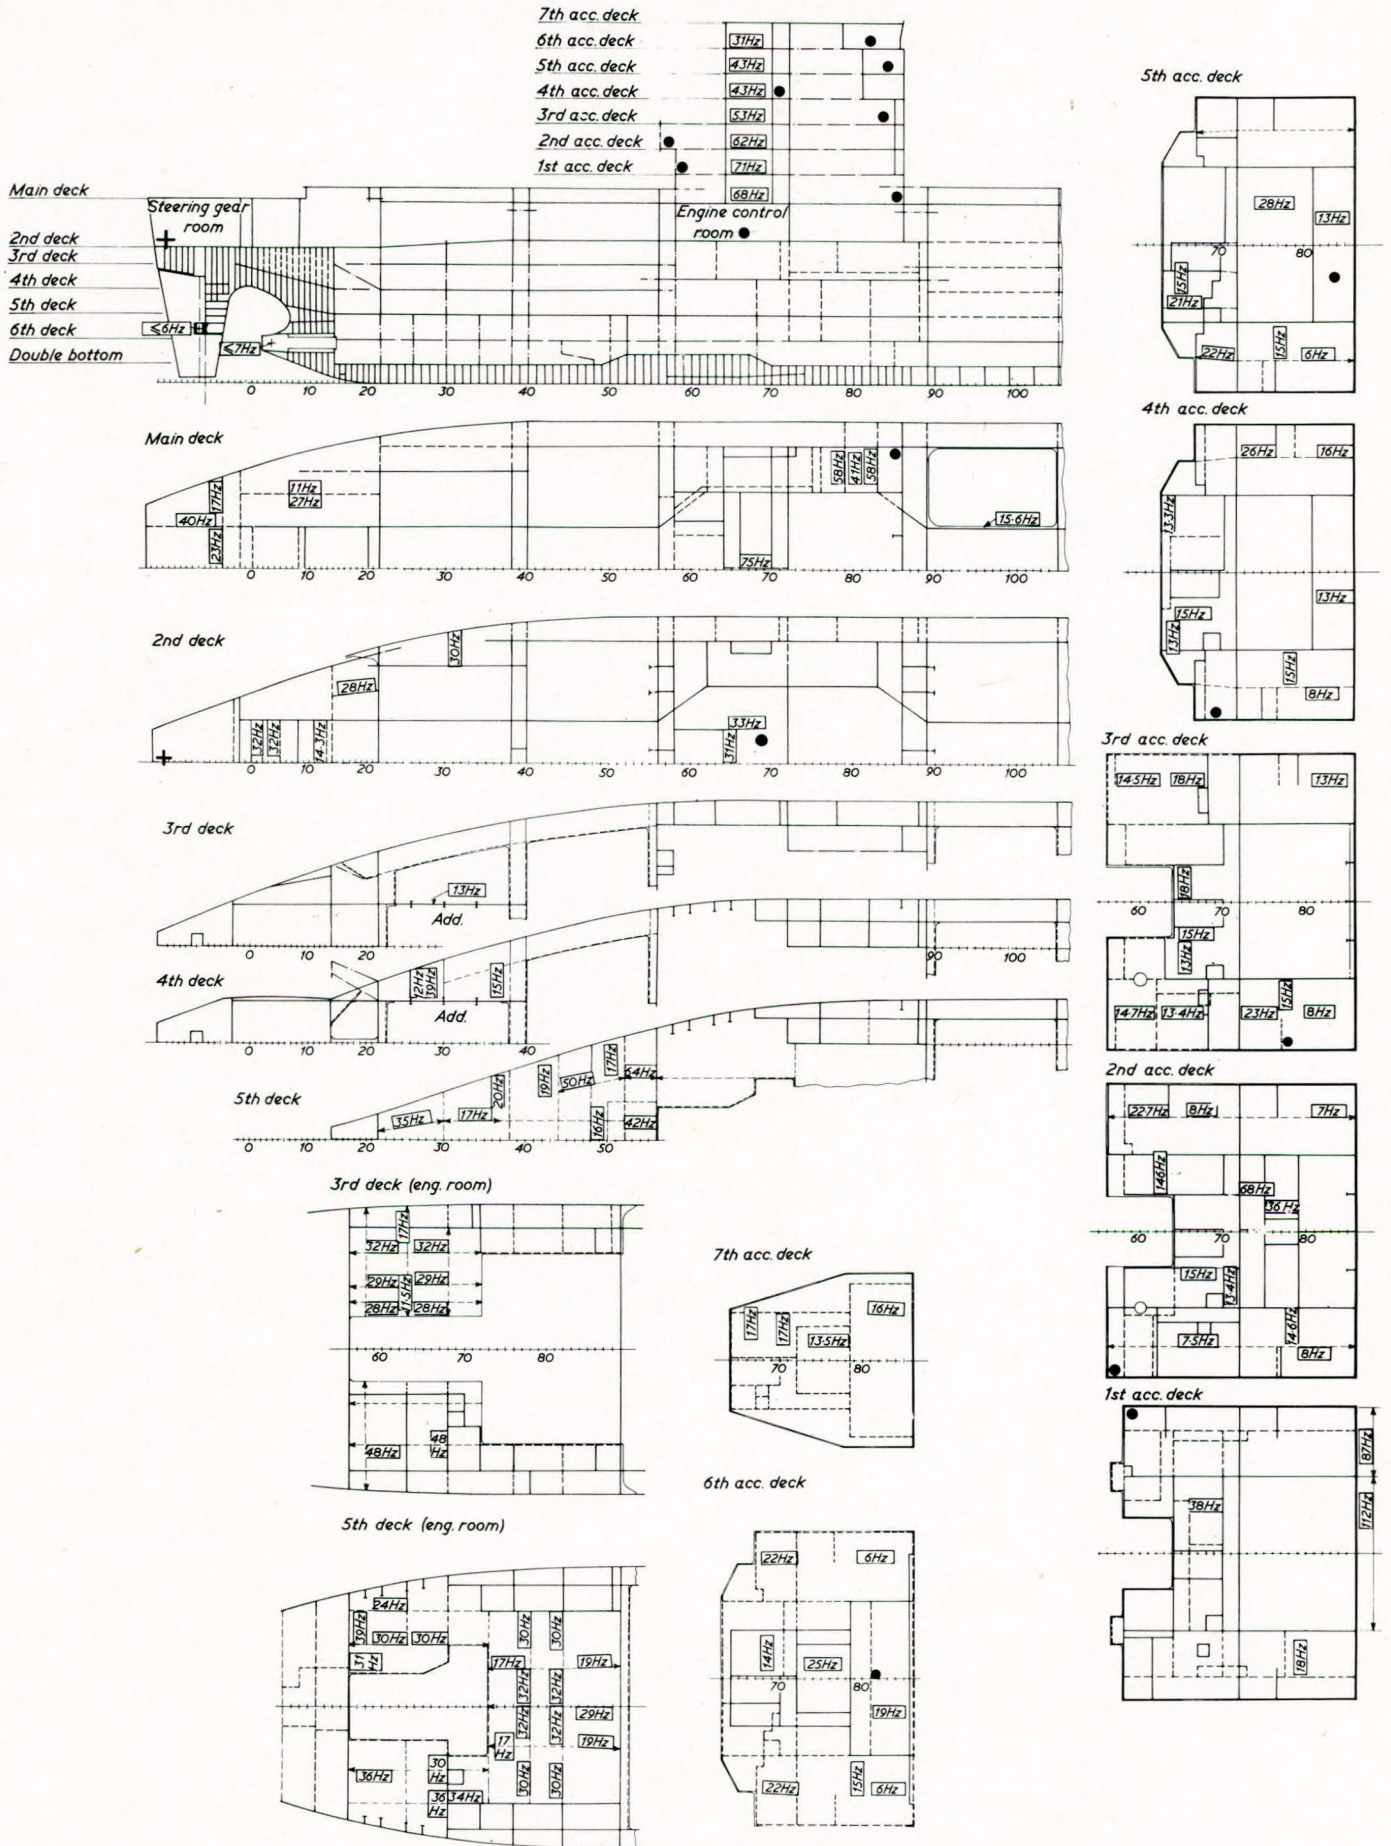 7th acc. deck
6th acc. deck
31Hz
5th acc. deck
43Hz
4th acc. deck
43Hz
3rd acc. deck
53Hz
2nd acc. deck
62Hz
1st acc. deck
71Hz
68Hz
Main deck
Steering gear
room
Engine control
room
2nd deck
3rd deck
4th deck
5th deck
6th deck
Double bottom
≤6Hz
≤7Hz
0 10 20 30 40 50 60 70 80 90 100
Main deck
17Hz
40Hz
23Hz
11Hz
27Hz
58Hz
41Hz
58Hz
15·6Hz
75Hz
0 10 20 30 40 50 60 70 80 90 100
2nd deck
30Hz
28Hz
32Hz
32Hz
14·3Hz
33Hz
31Hz
0 10 20 30 40 50 60 70 80 90 100
3rd deck
13Hz
Add.
0 10 20 30 40
90 100
4th deck
12Hz
39Hz
15Hz
Add.
0 10 20 30 40
5th deck
35Hz
17Hz
20Hz
19Hz
50Hz
17Hz
64Hz
16Hz
42Hz
0 10 20 30 40 50
3rd deck (eng. room)
17Hz
32Hz 32Hz
29Hz 29Hz
11·5Hz
28Hz 28Hz
60 70 80
48Hz
48
Hz
5th deck (eng. room)
24Hz
39Hz
30Hz 30Hz
31
Hz
30Hz
30Hz
17Hz
19Hz
32Hz
32Hz
32Hz
32Hz
29Hz
17
Hz
19Hz
36Hz
30
Hz
36
Hz
34Hz
30Hz
30Hz
7th acc. deck
17Hz
17Hz
13·5Hz
16Hz
70 80
6th acc. deck
22Hz
6Hz
14Hz
25Hz
70 80
19Hz
22Hz
15Hz
6Hz
5th acc. deck
28Hz
13Hz
70 80
15Hz
21Hz
22Hz
15Hz
6Hz
4th acc. deck
26Hz
16Hz
13·3Hz
13Hz
15Hz
13Hz
15Hz
8Hz
3rd acc. deck
14·5Hz
18Hz
13Hz
18Hz
60 70 80
15Hz
13Hz
14·7Hz
13·4Hz
23Hz
15Hz
8Hz
2nd acc. deck
227Hz
8Hz
7Hz
146Hz
68Hz
36Hz
60 70 80
15Hz
13·4Hz
7·5Hz
14·6Hz
8Hz
1st acc. deck
87Hz
38Hz
112Hz
18Hz